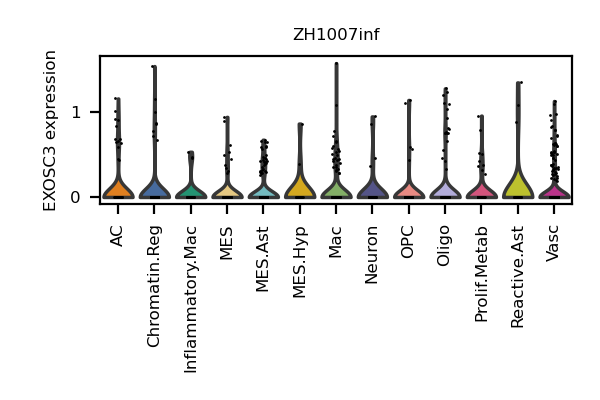 ZH1007inf
EXOSC3 expression
1
0
AC
Chromatin.Reg
Inflammatory.Mac
MES
MES.Ast
MES.Hyp
Mac
Neuron
OPC
Oligo
Prolif.Metab
Reactive.Ast
Vasc